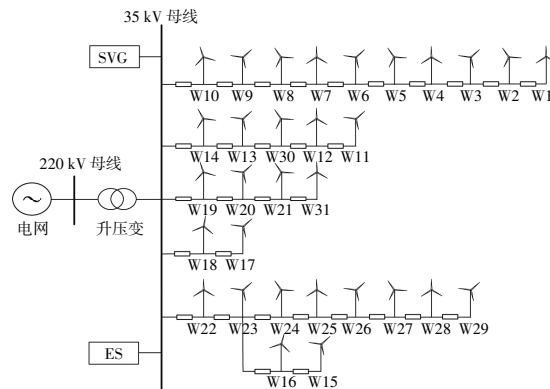 35 kV 母线
SVG
W10 W9 W8 W7 W6 W5 W4 W3 W2 W1
W14 W13 W30 W12 W11
220 kV 母线
W19 W20 W21 W31
电网 升压变
W18 W17
W22 W23 W24 W25 W26 W27 W28 W29
ES
W16 W15